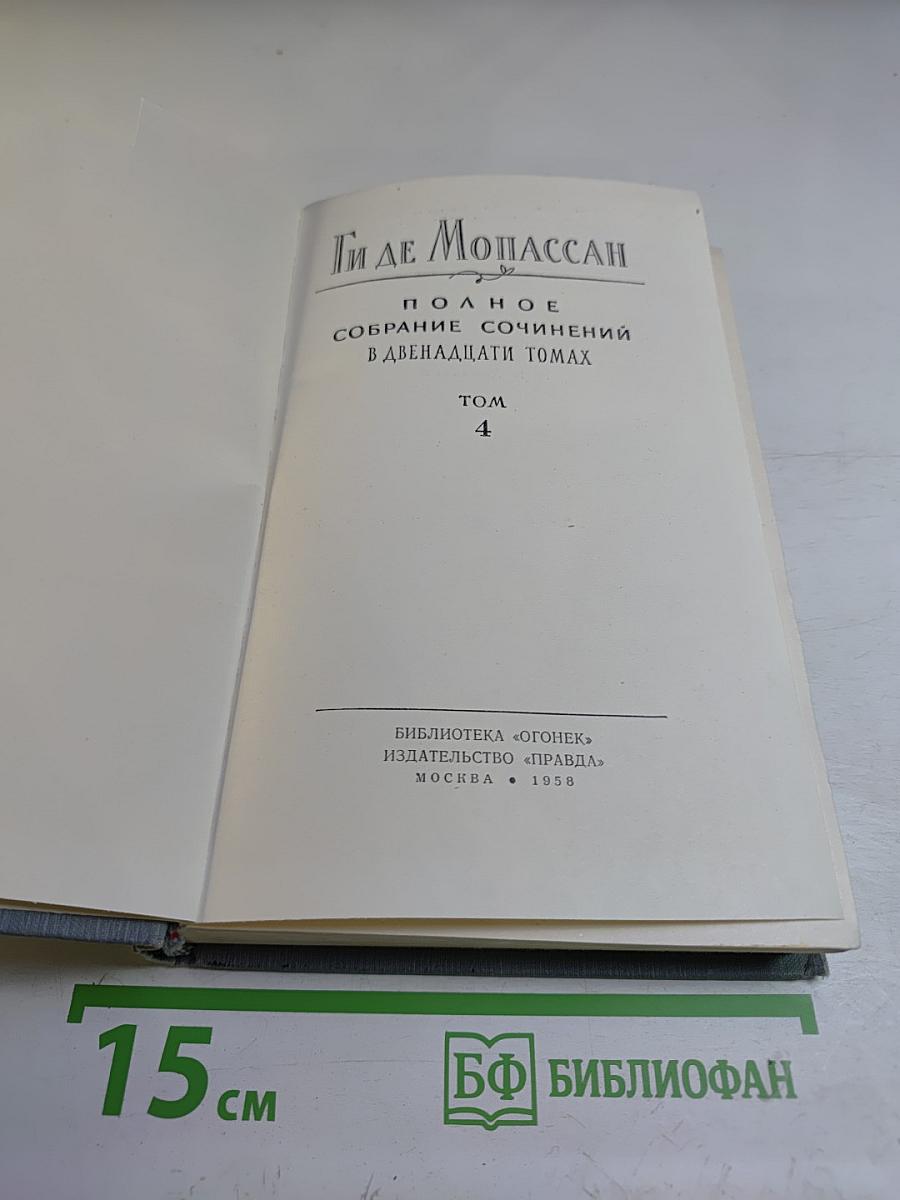 Ги де Мопассан
ПОЛНОЕ
СОБРАНИЕ СОЧИНЕНИЙ
В ДВЕНАДЦАТИ ТОМАХ
ТОМ
4
БИБЛИОТЕКА «ОГОНЕК»
ИЗДАТЕЛЬСТВО «ПРАВДА»
МОСКВА • 1958
15 см
БФ БИБЛИОФАН